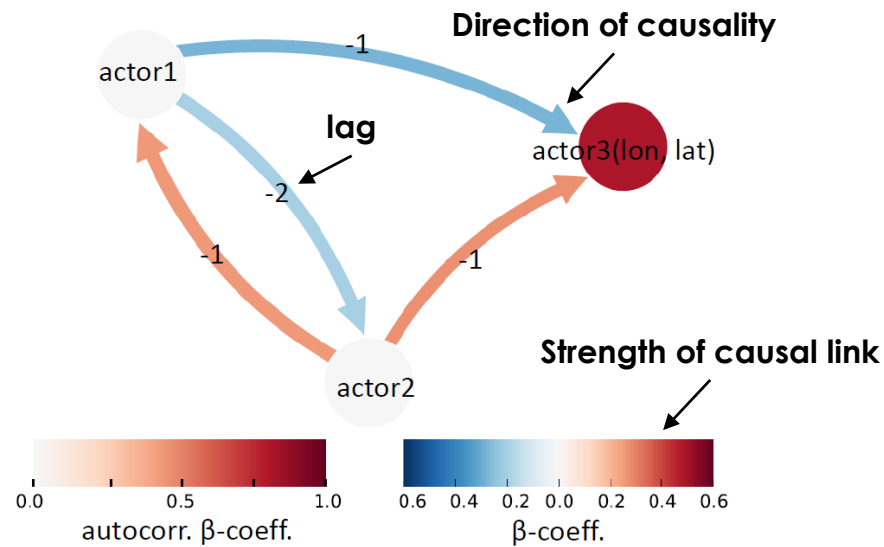 Direction of causality
-1
actor1
lag
actor3(lon, lat)
-2
-1
-1
Strength of causal link
actor2
0.0 0.5 1.0
autocorr. β-coeff.
0.6 0.4 0.2 0.0 0.2 0.4 0.6
β-coeff.